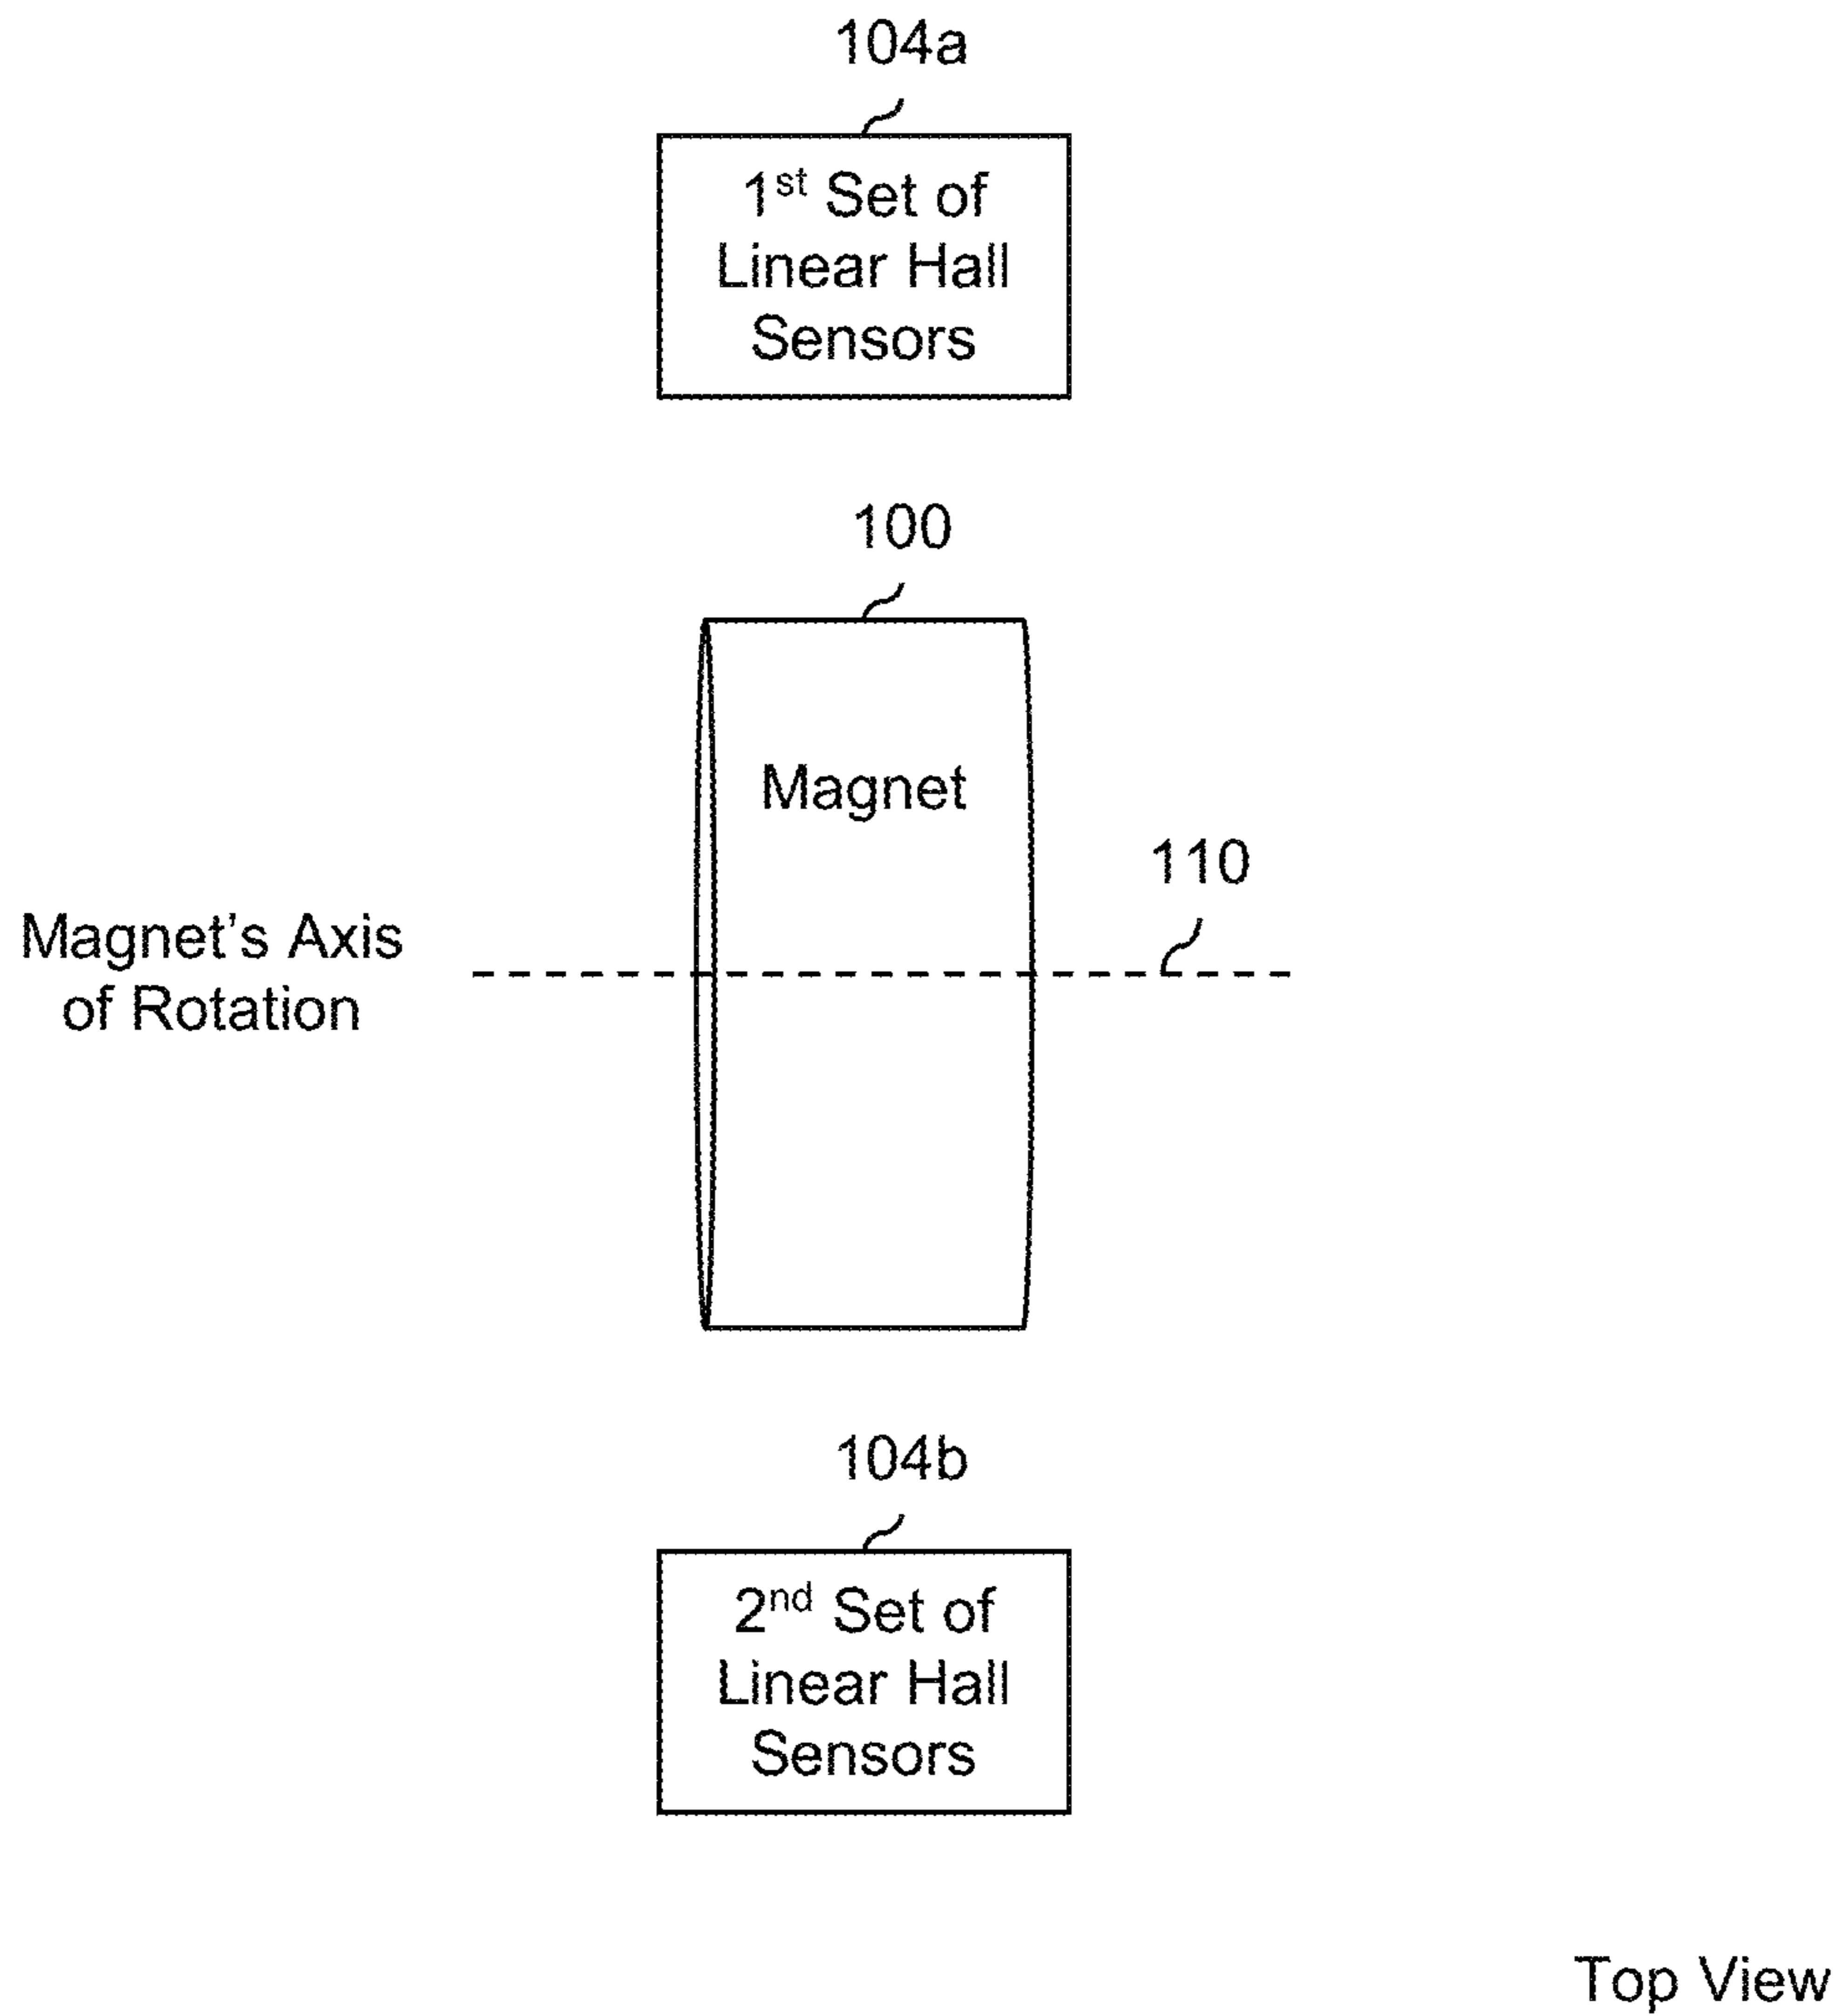 104a
1st Set of
Linear Hall
Sensors
100
Magnet
110
Magnet's Axis
of Rotation
104b
2nd Set of
Linear Hall
Sensors
Top View